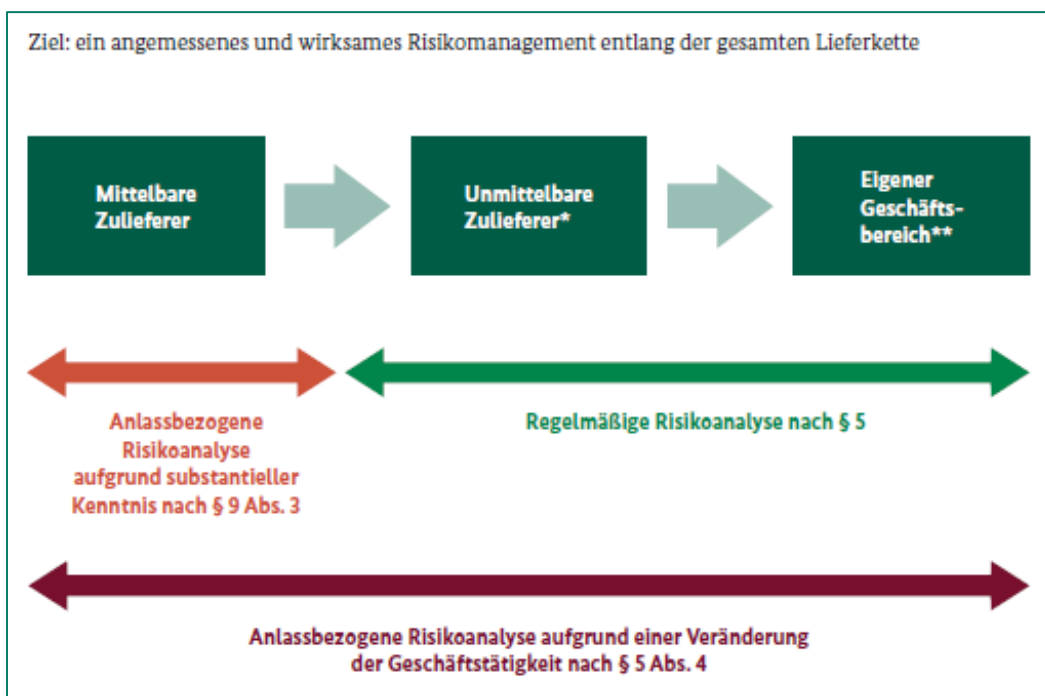 Ziel: ein angemessenes und wirksames Risikomanagement entlang der gesamten Lieferkette
Mittelbare
Zulieferer
Unmittelbare
Zulieferer*
Eigener
Geschäfts-
bereich**
Anlassbezogene
Risikoanalyse
aufgrund substantieller
Kenntnis nach § 9 Abs. 3
Regelmäßige Risikoanalyse nach § 5
Anlassbezogene Risikoanalyse aufgrund einer Veränderung
der Geschäftstätigkeit nach § 5 Abs. 4